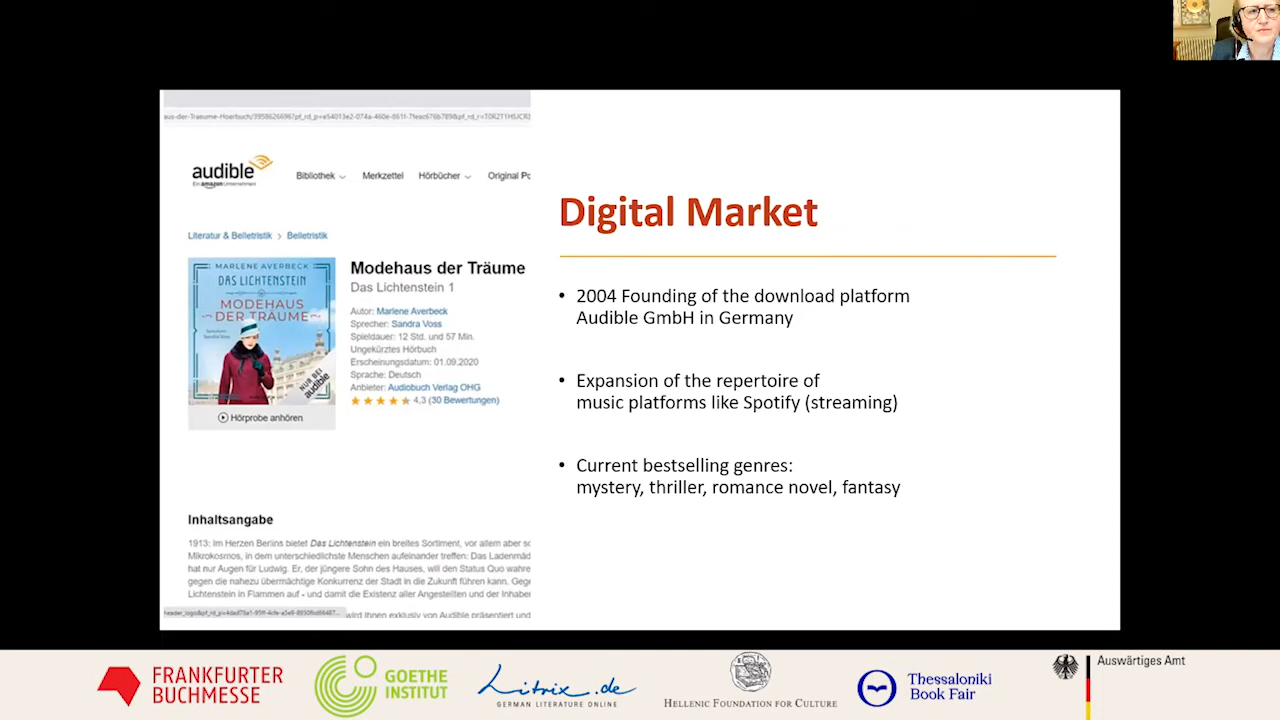 audible
Ein amazon Unternehmen
Bibliothek
Merkzettel
Hörbücher
Original
Literatur & Belletristik > Belletristik
MARLENE AVERBECK
DAS LICHTENSTEIN
MODEHAUS
DER TRÄUME
NUR BEI
audible
Hörprobe anhören
Modehaus der Träume
Das Lichtenstein 1
Autor: Marlene Averbeck
Sprecher: Sandra Voss
Spieldauer: 12 Std. und 57 Min.
Ungekürztes Hörbuch
Erscheinungsdatum: 01.09.2020
Sprache: Deutsch
Anbieter: Audiobuch Verlag OHG
4,3 (30 Bewertungen)
Inhaltsangabe
1913: Im Herzen Berlins bietet Das Lichtenstein ein breites Sortiment, vor allem aber
Mikrokosmos, in dem unterschiedlichste Menschen aufeinander treffen: Das Ladenmäd
hat nur Augen für Ludwig. Er, der jüngere Sohn des Hauses, will den Status Quo wahre
gegen die nahezu übermächtige Konkurrenz der Stadt in die Zukunft führen kann. Gege
Lichtenstein in Flammen auf - und damit die Existenz aller Angestellten und der Inhaber
wird Ihnen exklusiv von Audible präsentiert und
Digital Market
• 2004 Founding of the download platform
Audible GmbH in Germany
• Expansion of the repertoire of
music platforms like Spotify (streaming)
• Current bestselling genres:
mystery, thriller, romance novel, fantasy
FRANKFURTER
BUCHMESSE
GOETHE
INSTITUT
Litrix.de
GERMAN LITERATURE ONLINE
HELLENIC FOUNDATION FOR CULTURE
Thessaloniki
Book Fair
Auswärtiges Amt